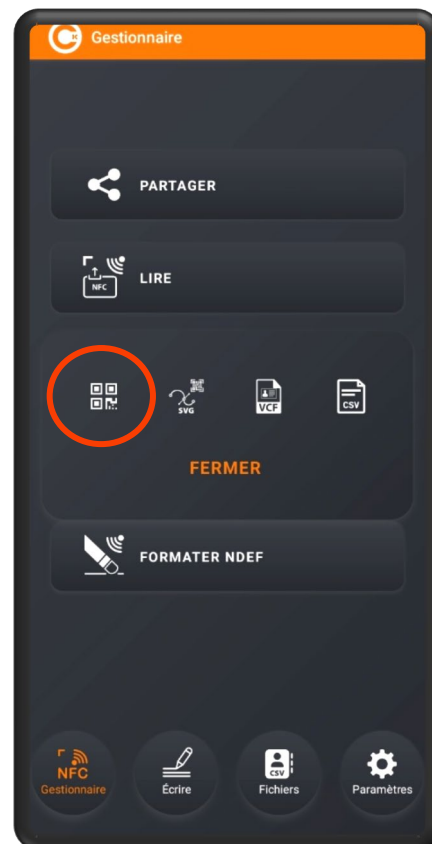 Gestionnaire
PARTAGER
NFC
LIRE
SVG
VCF
CSV
FERMER
FORMATER NDEF
NFC
Gestionnaire
Écrire
CSV
Fichiers
Paramètres